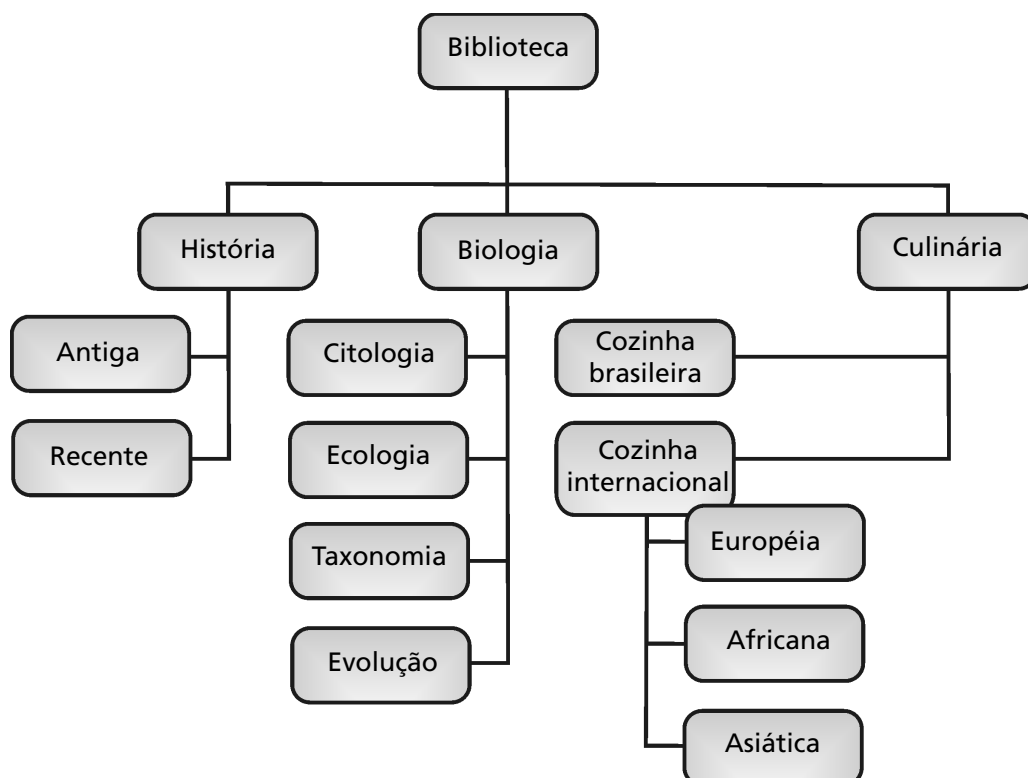 Biblioteca
História
Biologia
Culinária
Antiga
Recente
Citologia
Ecologia
Taxonomia
Evolução
Cozinha
brasileira
Cozinha
internacional
Européia
Africana
Asiática